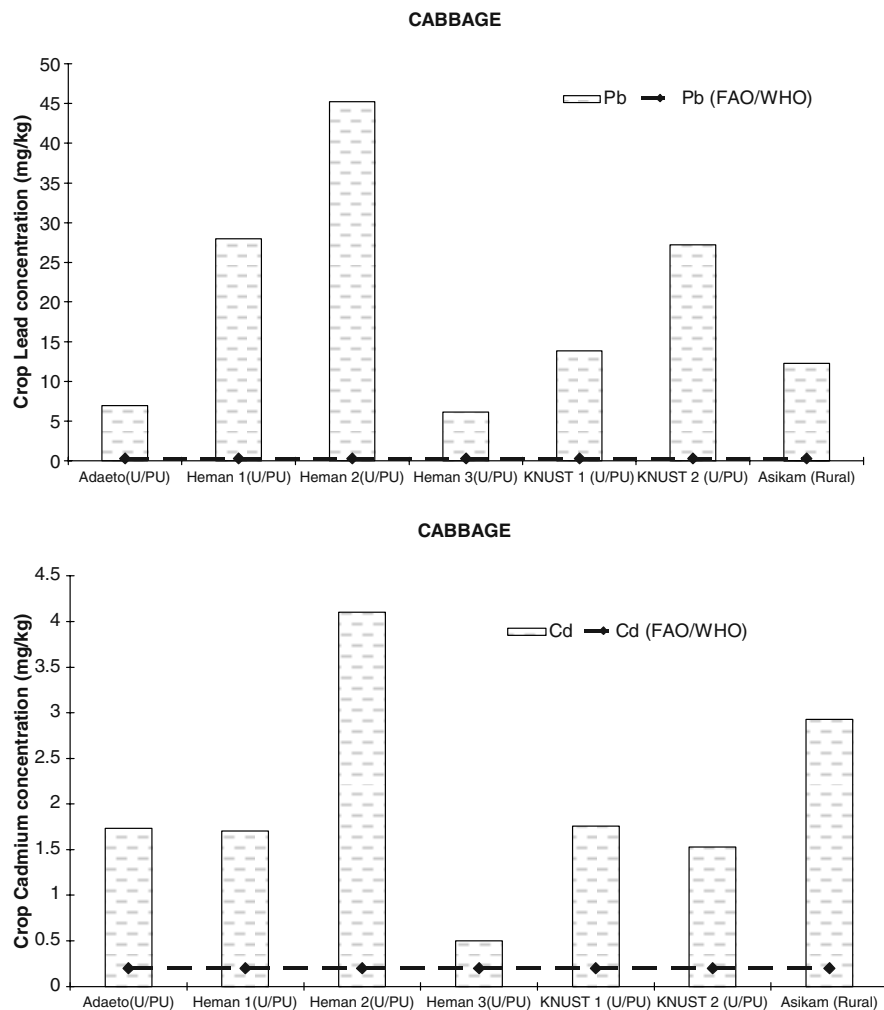 CABBAGE
Crop Lead concentration (mg/kg)
50
45
40
35
30
25
20
15
10
5
0
Pb
Pb (FAO/WHO)
Adaeto(U/PU) Heman 1(U/PU) Heman 2(U/PU) Heman 3(U/PU) KNUST 1 (U/PU) KNUST 2 (U/PU) Asikam (Rural)
CABBAGE
Crop Cadmium concentration (mg/kg)
4.5
4
3.5
3
2.5
2
1.5
1
0.5
0
Cd
Cd (FAO/WHO)
Adaeto(U/PU) Heman 1(U/PU) Heman 2(U/PU) Heman 3(U/PU) KNUST 1 (U/PU) KNUST 2 (U/PU) Asikam (Rural)